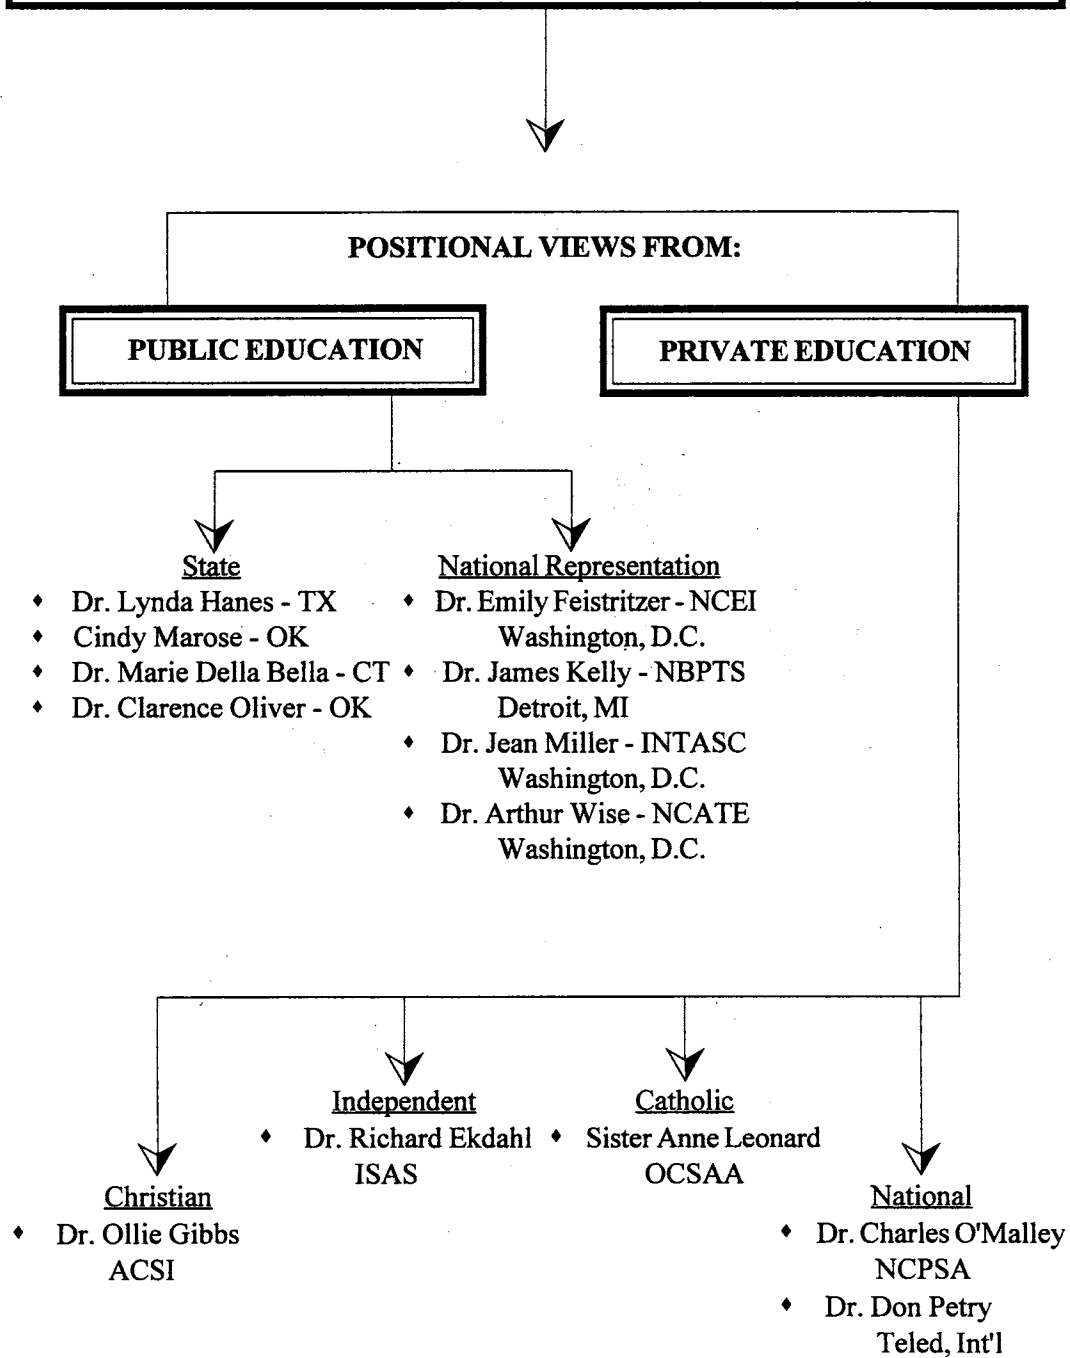 POSITIONAL VIEWS FROM:
PUBLIC EDUCATION
PRIVATE EDUCATION
State
♦ Dr. Lynda Hanes - TX
♦ Cindy Marose - OK
♦ Dr. Marie Della Bella - CT
♦ Dr. Clarence Oliver - OK
National Representation
♦ Dr. Emily Feistritzer - NCEI
Washington, D.C.
♦ Dr. James Kelly - NBPTS
Detroit, MI
♦ Dr. Jean Miller - INTASC
Washington, D.C.
♦ Dr. Arthur Wise - NCATE
Washington, D.C.
Christian
♦ Dr. Ollie Gibbs
ACSI
Independent
♦ Dr. Richard Ekdahl
ISAS
Catholic
♦ Sister Anne Leonard
OCSAA
National
♦ Dr. Charles O'Malley
NCPSA
♦ Dr. Don Petry
Teled, Int'l